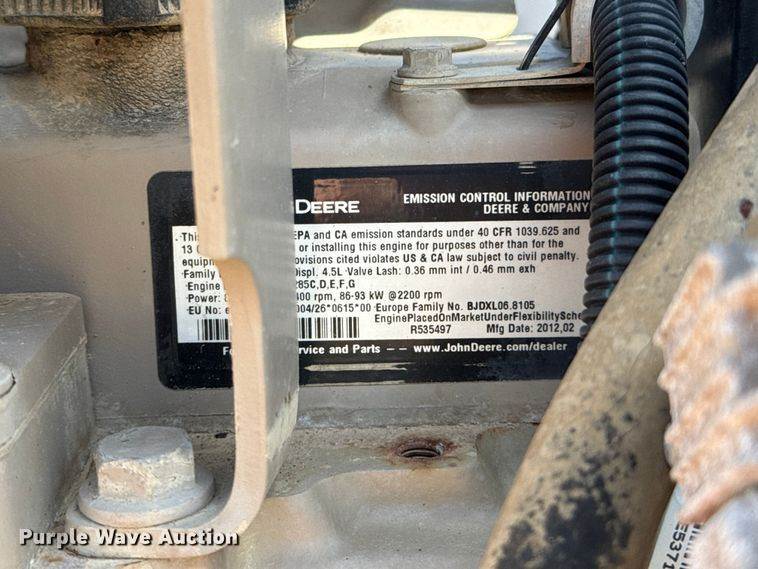 DEERE
EMISSION CONTROL INFORMATION
DEERE & COMPANY
EPA and CA emission standards under 40 CFR 1039.625 and
13 or installing this engine for purposes other than for the
equip provisions cited violates US & CA law subject to civil penalty.
Family Displ. 4.5L Valve Lash: 0.36 mm int / 0.46 mm exh
Engine 285C,D,E,F,G
Power: 400 rpm, 86-93 kW @2200 rpm
EU No: 004/26*0615*00 Europe Family No. BJDXL06.8105
EnginePlacedOnMarketUnderFlexibilitySche
R535497 Mfg Date: 2012,02
Service and Parts -- www.JohnDeere.com/dealer
Purple Wave Auction